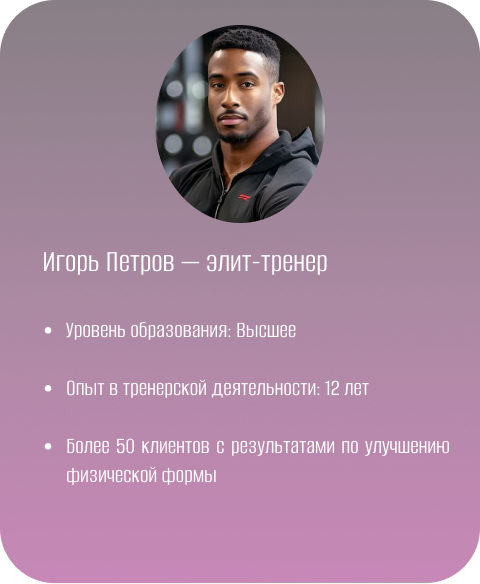 Игорь Петров — элит-тренер
• Уровень образования: Высшее
• Опыт в тренерской деятельности: 12 лет
• Более 50 клиентов с результатами по улучшению
физической формы